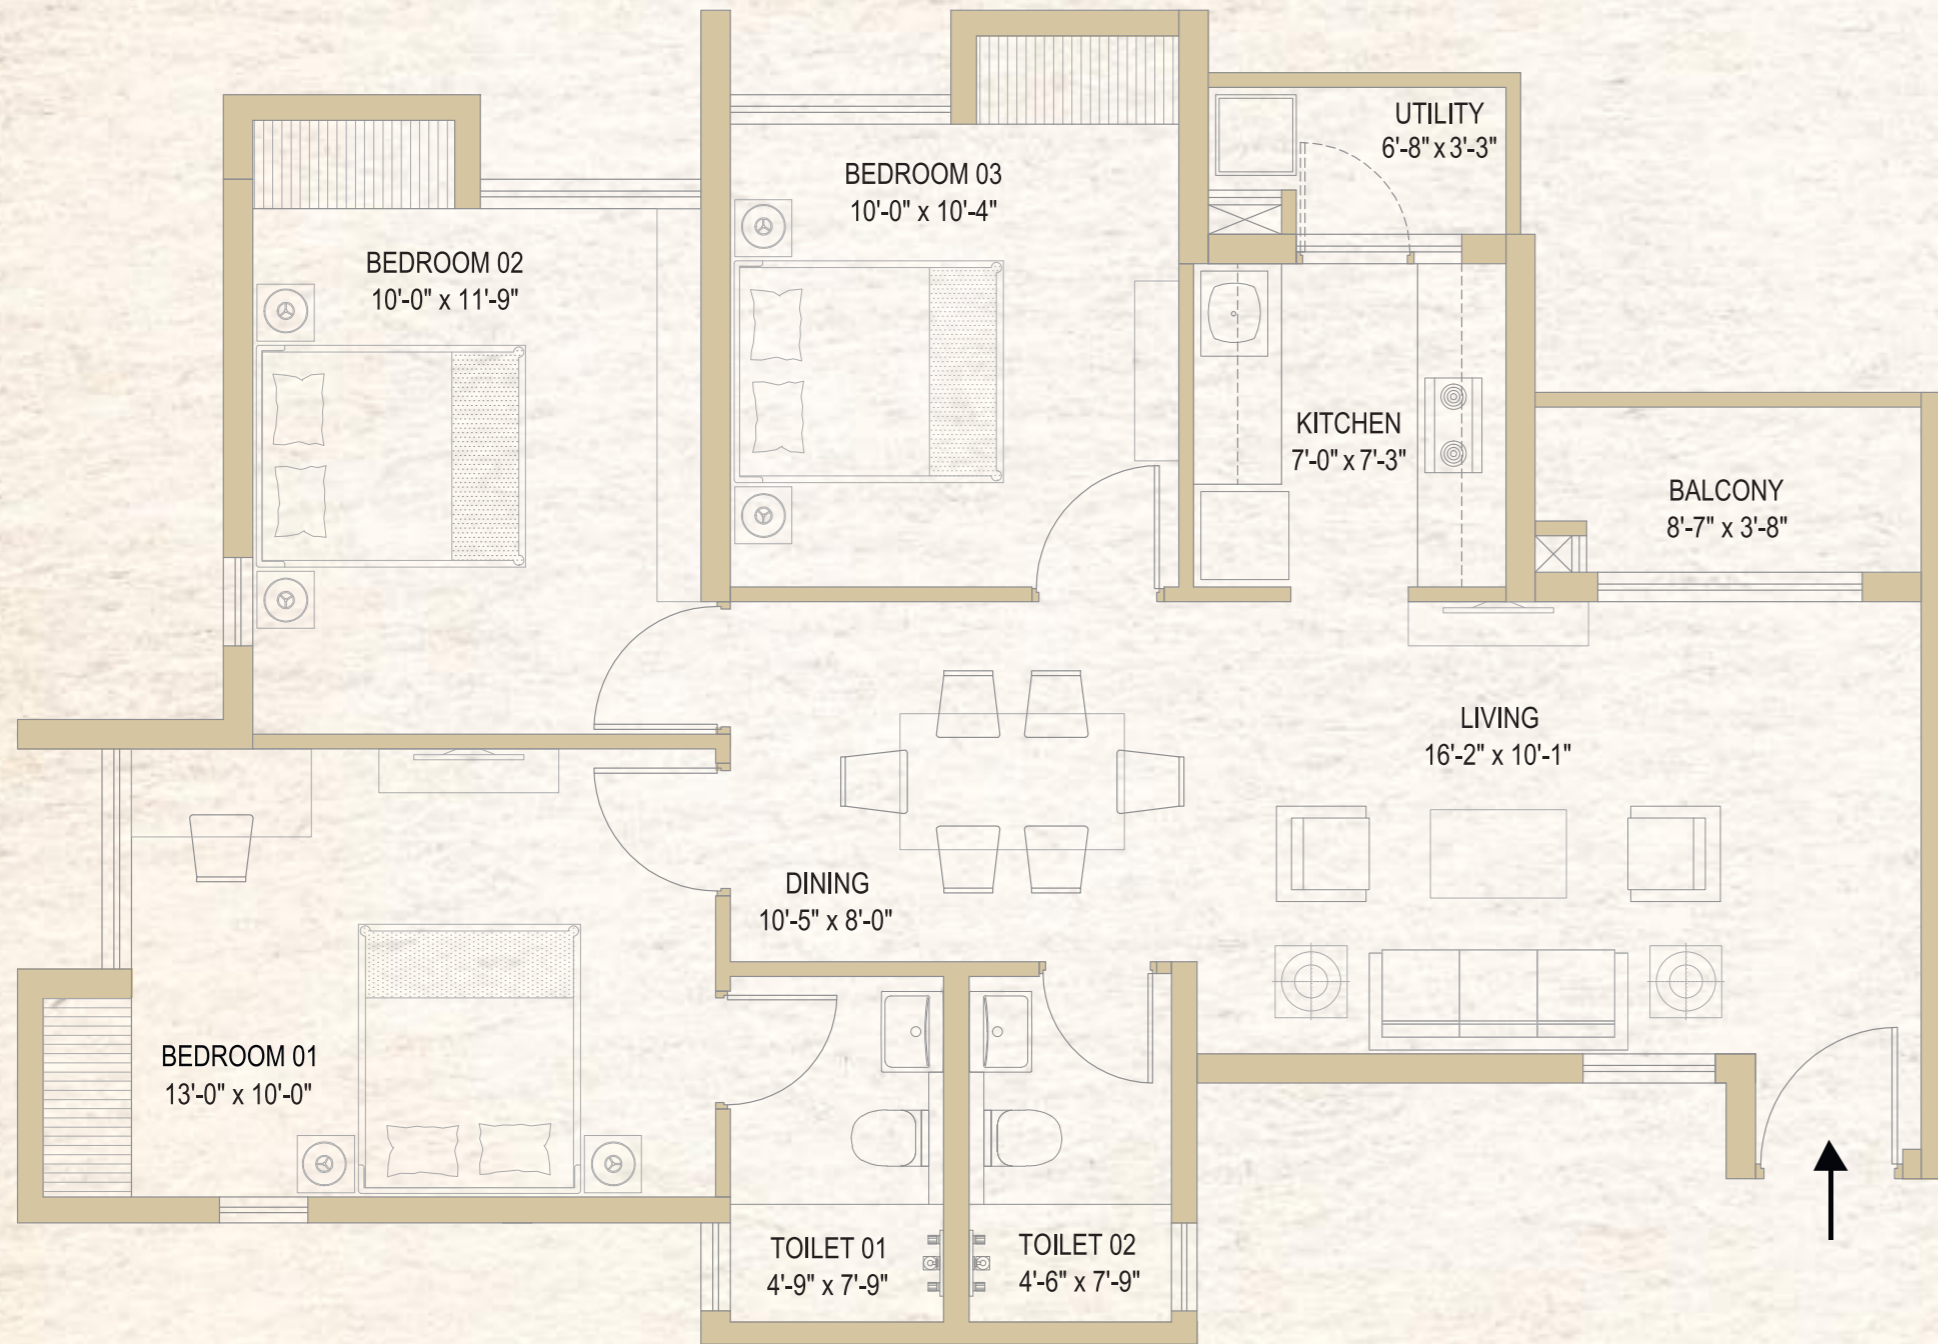 UTILITY
6'-8" x 3'-3"
BEDROOM 03
10'-0" x 10'-4"
BEDROOM 02
10'-0" x 11'-9"
KITCHEN
7'-0" x 7'-3"
BALCONY
8'-7" x 3'-8"
LIVING
16'-2" x 10'-1"
DINING
10'-5" x 8'-0"
BEDROOM 01
13'-0" x 10'-0"
TOILET 01
4'-9" x 7'-9"
TOILET 02
4'-6" x 7'-9"